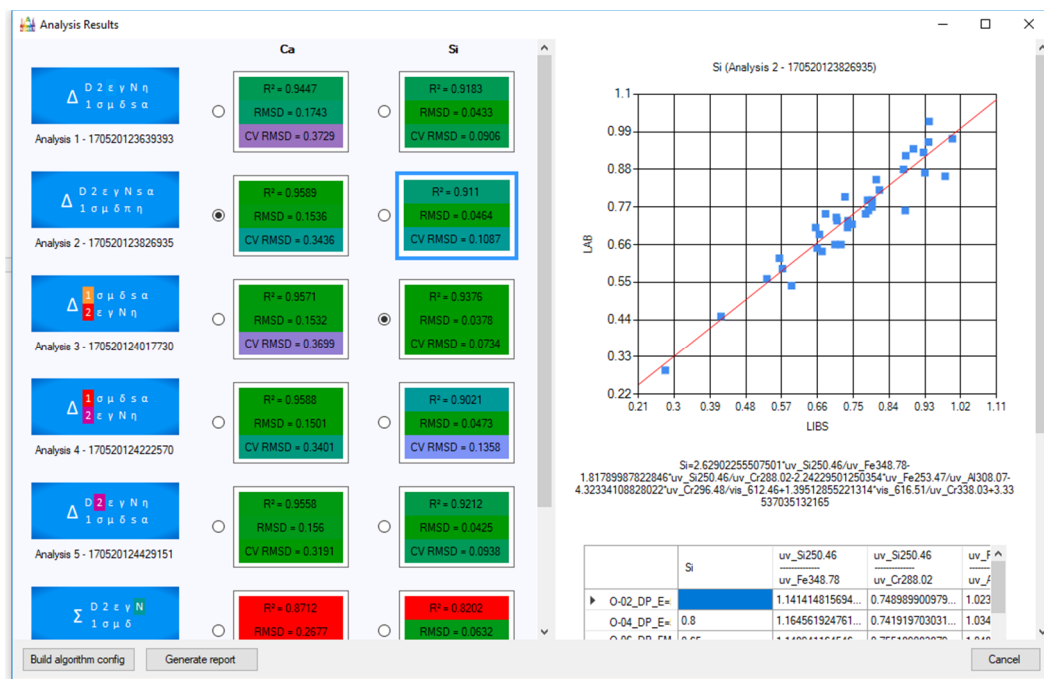 Analysis Results
Ca Si
Δ D 2 ε γ N η
1 σ μ δ s α
Analysis 1 - 170520123639393
R² = 0.9447
RMSD = 0.1743
CV RMSD = 0.3729
R² = 0.9183
RMSD = 0.0433
CV RMSD = 0.0906
Δ D 2 ε γ N s α
1 σ μ δ π η
Analysis 2 - 170520123826935
R² = 0.9589
RMSD = 0.1536
CV RMSD = 0.3436
R² = 0.911
RMSD = 0.0464
CV RMSD = 0.1087
Δ 1 σ μ δ s α
2 ε γ N η
Analysis 3 - 170520124017730
R² = 0.9571
RMSD = 0.1532
CV RMSD = 0.3699
R² = 0.9376
RMSD = 0.0378
CV RMSD = 0.0734
Δ 1 σ μ δ s α
2 ε γ N η
Analysis 4 - 170520124222570
R² = 0.9588
RMSD = 0.1501
CV RMSD = 0.3401
R² = 0.9021
RMSD = 0.0473
CV RMSD = 0.1358
Δ D 2 ε γ N η
1 σ μ δ s α
Analysis 5 - 170520124429151
R² = 0.9558
RMSD = 0.156
CV RMSD = 0.3191
R² = 0.9212
RMSD = 0.0425
CV RMSD = 0.0938
Σ D 2 ε γ N
1 σ μ δ
R² = 0.8712
RMSD = 0.2677
R² = 0.8202
RMSD = 0.0632
Si (Analysis 2 - 170520123826935)
1.1
0.99
0.88
0.77
0.66
0.55
0.44
0.33
0.22
LAB
0.21 0.3 0.39 0.48 0.57 0.66 0.75 0.84 0.93 1.02 1.11
LIBS
Si=2.62902255507501*uv_Si250.46/uv_Fe348.78-
1.81789987822846*uv_Si250.46/uv_Cr288.02-2.24229501250354*uv_Fe253.47/uv_Al308.07-
4.32334108828022*uv_Cr296.48/vis_612.46+1.39512855221314*vis_616.51/uv_Cr338.03+3.33
537035132165
Si
uv_Si250.46
-------------
uv_Fe348.78
uv_Si250.46
-------------
uv_Cr288.02
O-02_DP_E= 1.141414815694... 0.748989900979... 1.023
O-04_DP_E= 0.8 1.164561924761... 0.741919703031... 1.034
Build algorithm config Generate report Cancel